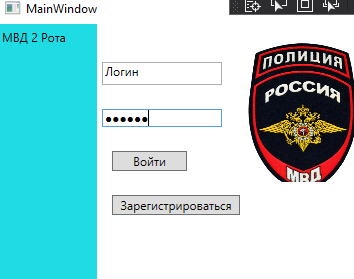 MainWindow
МВД 2 Рота
Логин
●●●●●●
Войти
Зарегистрироваться
ПОЛИЦИЯ
РОССИЯ
МВД